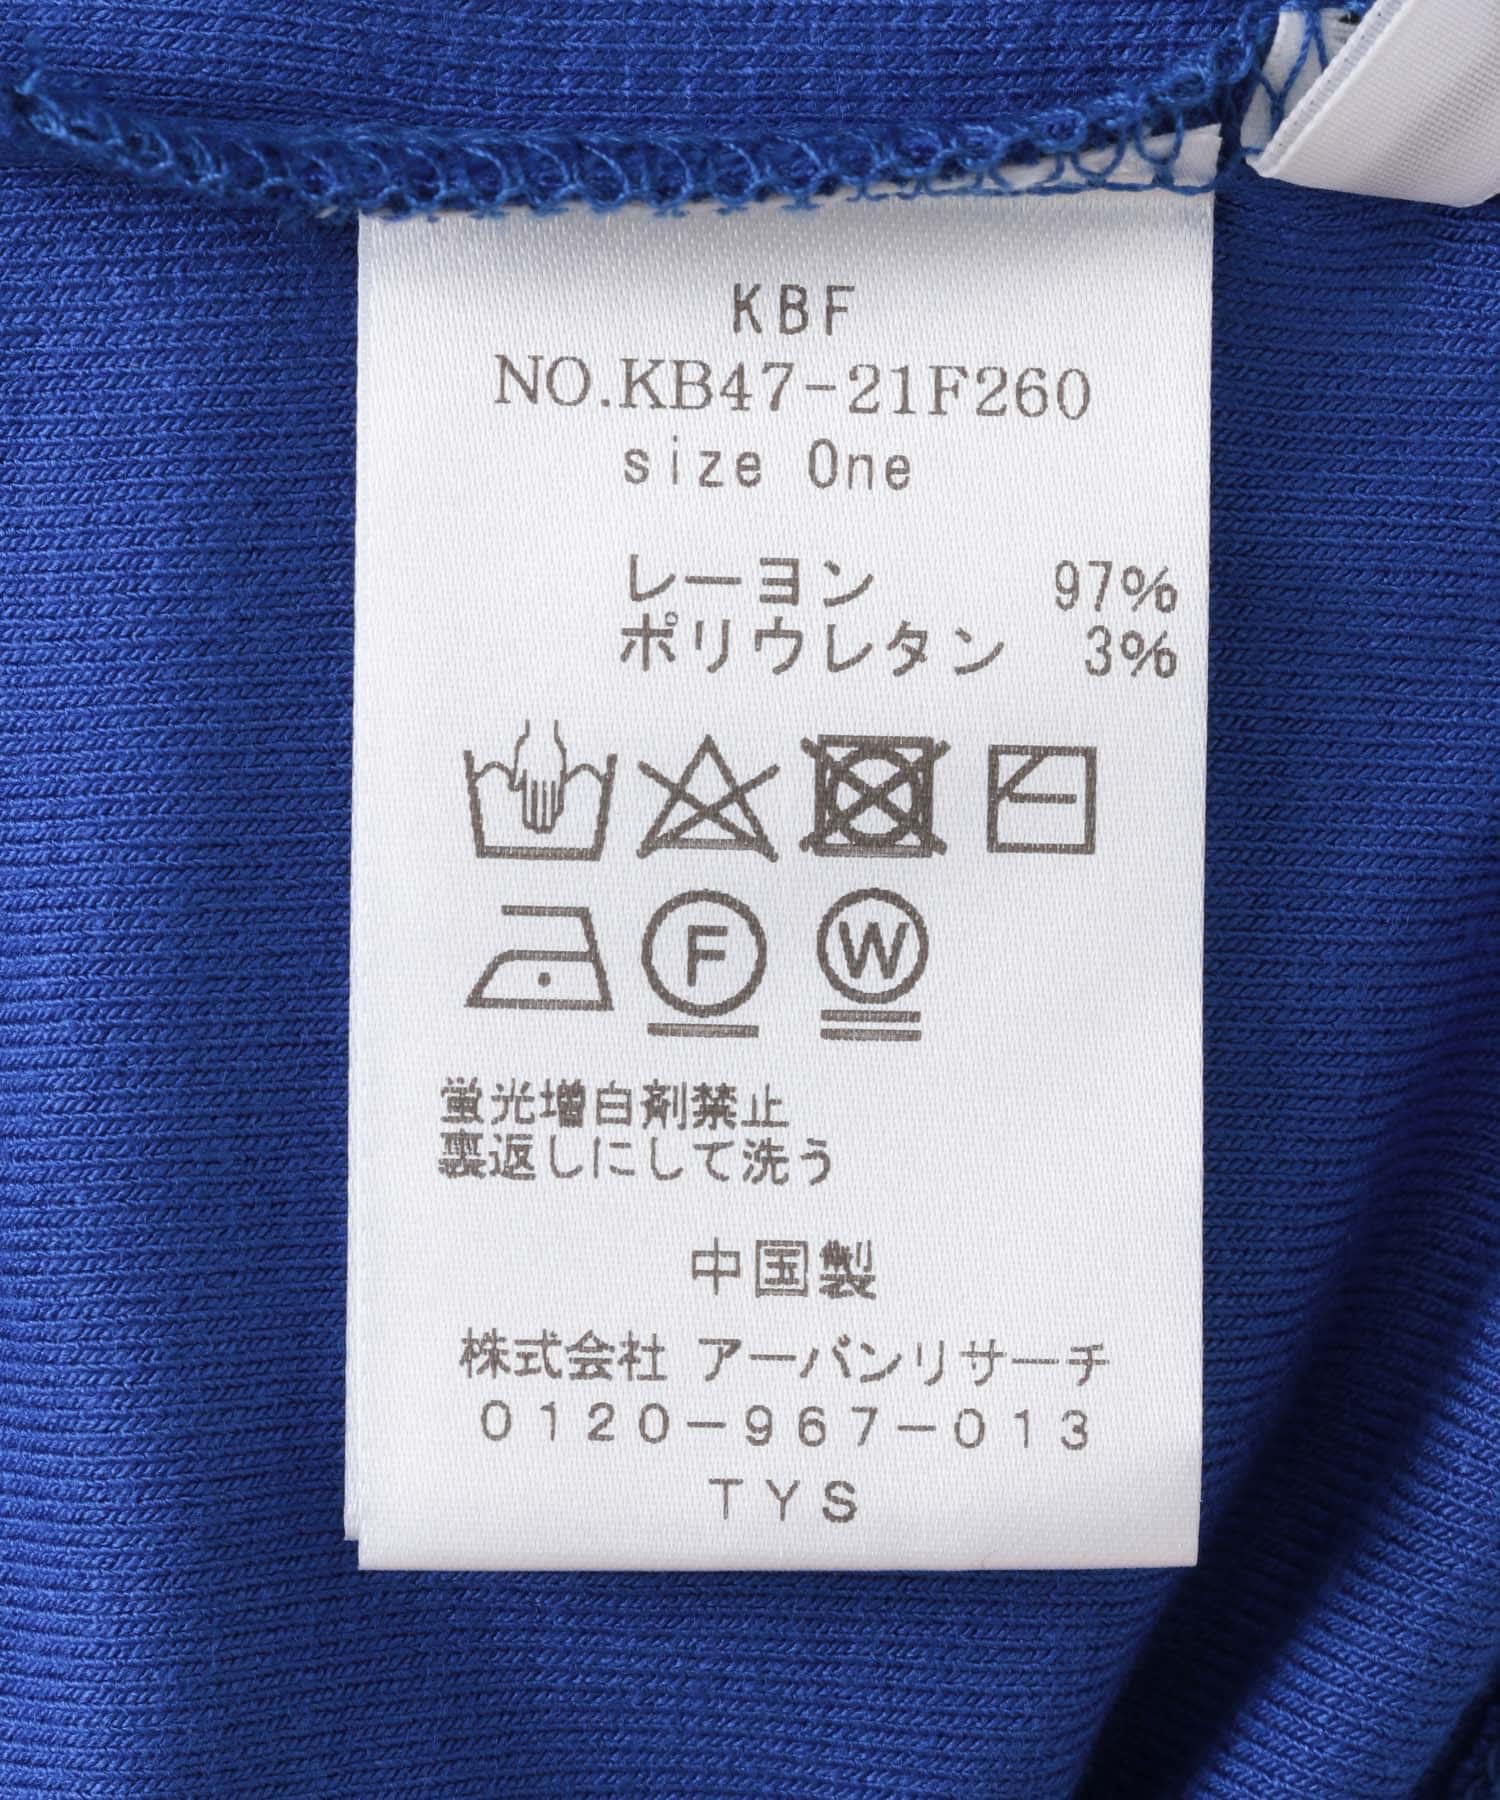 KBF
NO.KB47-21F260
size One
レーヨン 97%
ポリウレタン 3%
F W
蛍光増白剤禁止
裏返しにして洗う
中国製
株式会社 アーバンリサーチ
0120-967-013
TYS